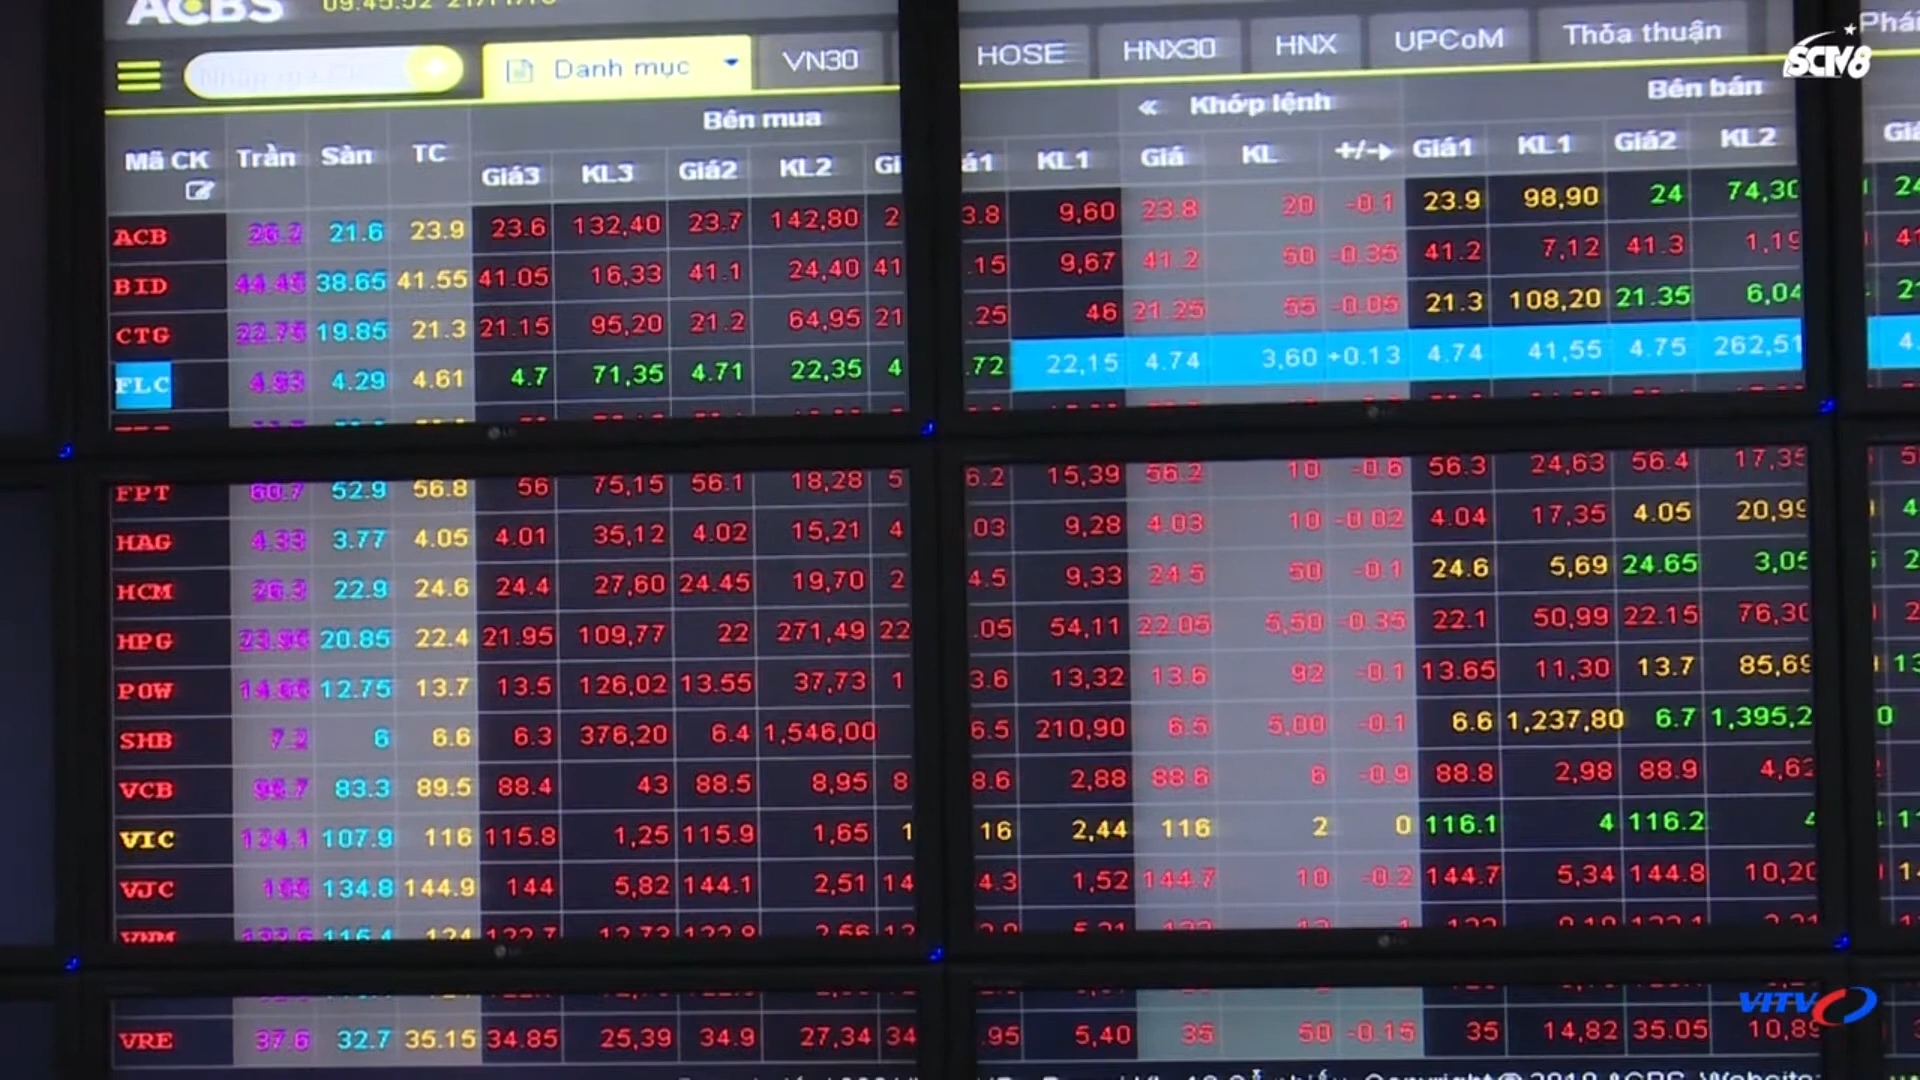 ACBS
SCTV8
Danh mục VN30 HOSE HNX30 HNX UPCoM Thỏa thuận
Bên mua « Khớp lệnh Bên bán
Mã CK Trần Sàn TC Giá3 KL3 Giá2 KL2 KL1 Giá KL +/- Giá1 KL1 Giá2 KL2
ACB 26.2 21.6 23.9 23.6 132,40 23.7 142,80 9,60 23.8 20 -0.1 23.9 98,90 24
BID 44.45 38.65 41.55 41.05 16,33 41.1 24,40 9,67 41.2 50 -0.35 41.2 7,12 41.3
CTG 22.75 19.85 21.3 21.15 95,20 21.2 64,95 46 21.25 55 -0.05 21.3 108,20 21.35
FLC 4.93 4.29 4.61 4.7 71,35 4.71 22,35 22,15 4.74 3,60 +0.13 4.74 41,55 4.75 262,51
FPT 60.7 52.9 56.8 56 75,15 56.1 18,28 15,39 56.2 10 -0.6 56.3 24,63 56.4
HAG 4.33 3.77 4.05 4.01 35,12 4.02 15,21 9,28 4.03 10 -0.02 4.04 17,35 4.05
HCM 26.3 22.9 24.6 24.4 27,60 24.45 19,70 9,33 24.5 50 -0.1 24.6 5,69 24.65
HPG 23.95 20.85 22.4 21.95 109,77 22 271,49 54,11 22.05 5,50 -0.35 22.1 50,99 22.15
POW 14.65 12.75 13.7 13.5 126,02 13.55 37,73 13,32 13.6 92 -0.1 13.65 11,30 13.7
SHB 7.2 6 6.6 6.3 376,20 6.4 1,546,00 6.5 210,90 6.5 5,00 -0.1 6.6 1,237,80 6.7
VCB 95.7 83.3 89.5 88.4 43 88.5 8,95 2,88 88.6 6 -0.9 88.8 2,98 88.9
VIC 124.1 107.9 116 115.8 1,25 115.9 1,65 2,44 116 2 0 116.1 4 116.2
VJC 155 134.8 144.9 144 5,82 144.1 2,51 1,52 144.7 10 -0.2 144.7 5,34 144.8
VITV
VRE 37.6 32.7 35.15 34.85 25,39 34.9 27,34 5,40 35 50 -0.15 35 14,82 35.05